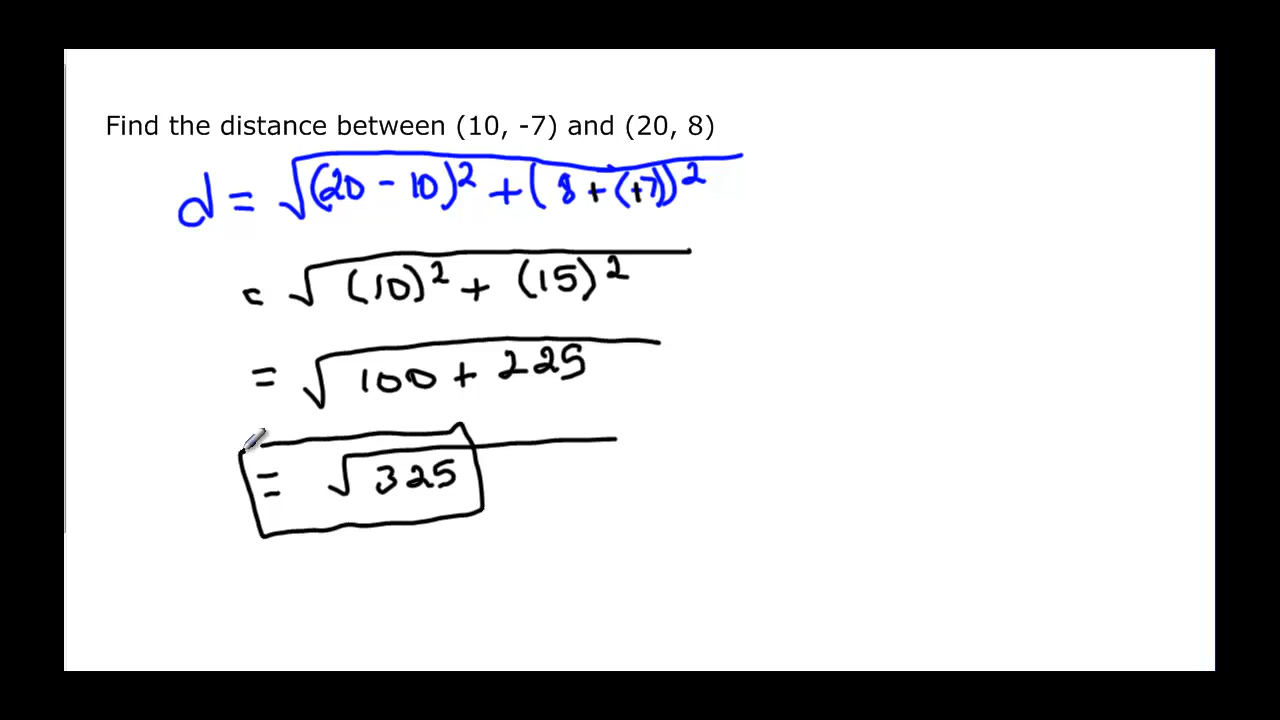 Find the distance between (10, -7) and (20, 8)
d = √(20 - 10)² + (8 + (+7))²
= √(10)² + (15)²
= √100 + 225
= √325